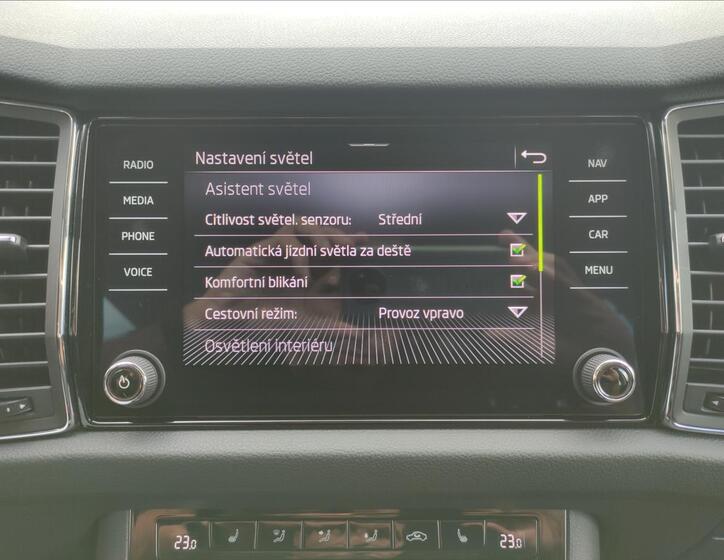 Nastavení světel
RADIO
MEDIA
PHONE
VOICE
Asistent světel
Citlivost světel. senzoru: Střední
Automatická jízdní světla za deště
Komfortní blikání
Cestovní režim: Provoz vpravo
Osvětlení interiéru
NAV
APP
CAR
MENU
23.0
23.0